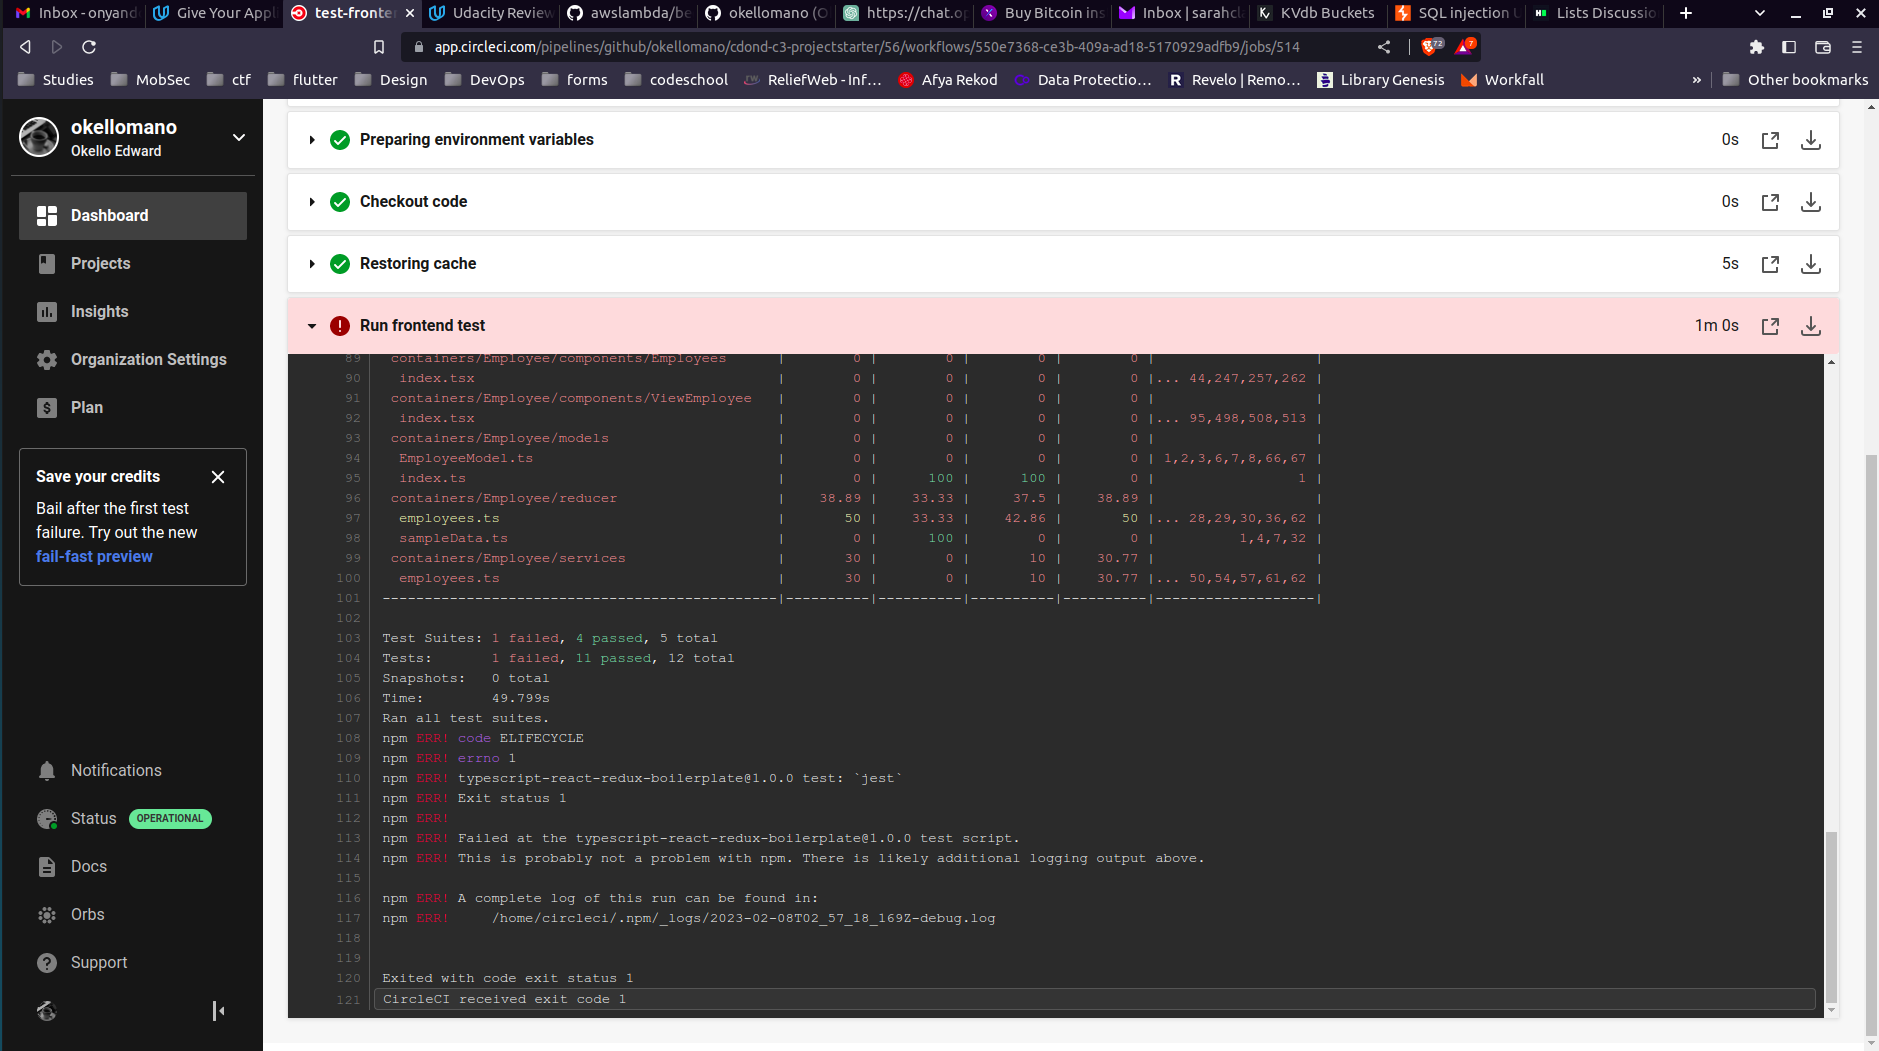 Inbox - onyand
Give Your Appl
test-fronte
Udacity Review
awslambda/be
okellomano (O
https://chat.op
Buy Bitcoin ins
Inbox | sarahcl
KVdb Buckets
SQL injection U
Lists Discussio
app.circleci.com/pipelines/github/okellomano/cdond-c3-projectstarter/56/workflows/550e7368-ce3b-409a-ad18-5170929adfb9/jobs/514
72
7
Studies
MobSec
ctf
flutter
Design
DevOps
forms
codeschool
ReliefWeb - Inf...
Afya Rekod
Data Protectio...
Revelo | Remo...
Library Genesis
Workfall
»
Other bookmarks
okellomano
Okello Edward
Dashboard
Projects
Insights
Organization Settings
Plan
Save your credits
Bail after the first test
failure. Try out the new
fail-fast preview
Notifications
Status OPERATIONAL
Docs
Orbs
Support
Preparing environment variables 0s
Checkout code 0s
Restoring cache 5s
Run frontend test 1m 0s
89 containers/Employee/components/Employees | 0 | 0 | 0 | 0 | |
90 index.tsx | 0 | 0 | 0 | 0 |... 44,247,257,262 |
91 containers/Employee/components/ViewEmployee | 0 | 0 | 0 | 0 | |
92 index.tsx | 0 | 0 | 0 | 0 |... 95,498,508,513 |
93 containers/Employee/models | 0 | 0 | 0 | 0 | |
94 EmployeeModel.ts | 0 | 0 | 0 | 0 | 1,2,3,6,7,8,66,67 |
95 index.ts | 0 | 100 | 100 | 0 | 1 |
96 containers/Employee/reducer | 38.89 | 33.33 | 37.5 | 38.89 | |
97 employees.ts | 50 | 33.33 | 42.86 | 50 |... 28,29,30,36,62 |
98 sampleData.ts | 0 | 100 | 0 | 0 | 1,4,7,32 |
99 containers/Employee/services | 30 | 0 | 10 | 30.77 | |
100 employees.ts | 30 | 0 | 10 | 30.77 |... 50,54,57,61,62 |
101 -----------------------------------------------|----------|----------|----------|----------|-------------------|
102
103 Test Suites: 1 failed, 4 passed, 5 total
104 Tests: 1 failed, 11 passed, 12 total
105 Snapshots: 0 total
106 Time: 49.799s
107 Ran all test suites.
108 npm ERR! code ELIFECYCLE
109 npm ERR! errno 1
110 npm ERR! typescript-react-redux-boilerplate@1.0.0 test: `jest`
111 npm ERR! Exit status 1
112 npm ERR!
113 npm ERR! Failed at the typescript-react-redux-boilerplate@1.0.0 test script.
114 npm ERR! This is probably not a problem with npm. There is likely additional logging output above.
115
116 npm ERR! A complete log of this run can be found in:
117 npm ERR! /home/circleci/.npm/_logs/2023-02-08T02_57_18_169Z-debug.log
118
119
120 Exited with code exit status 1
121 CircleCI received exit code 1